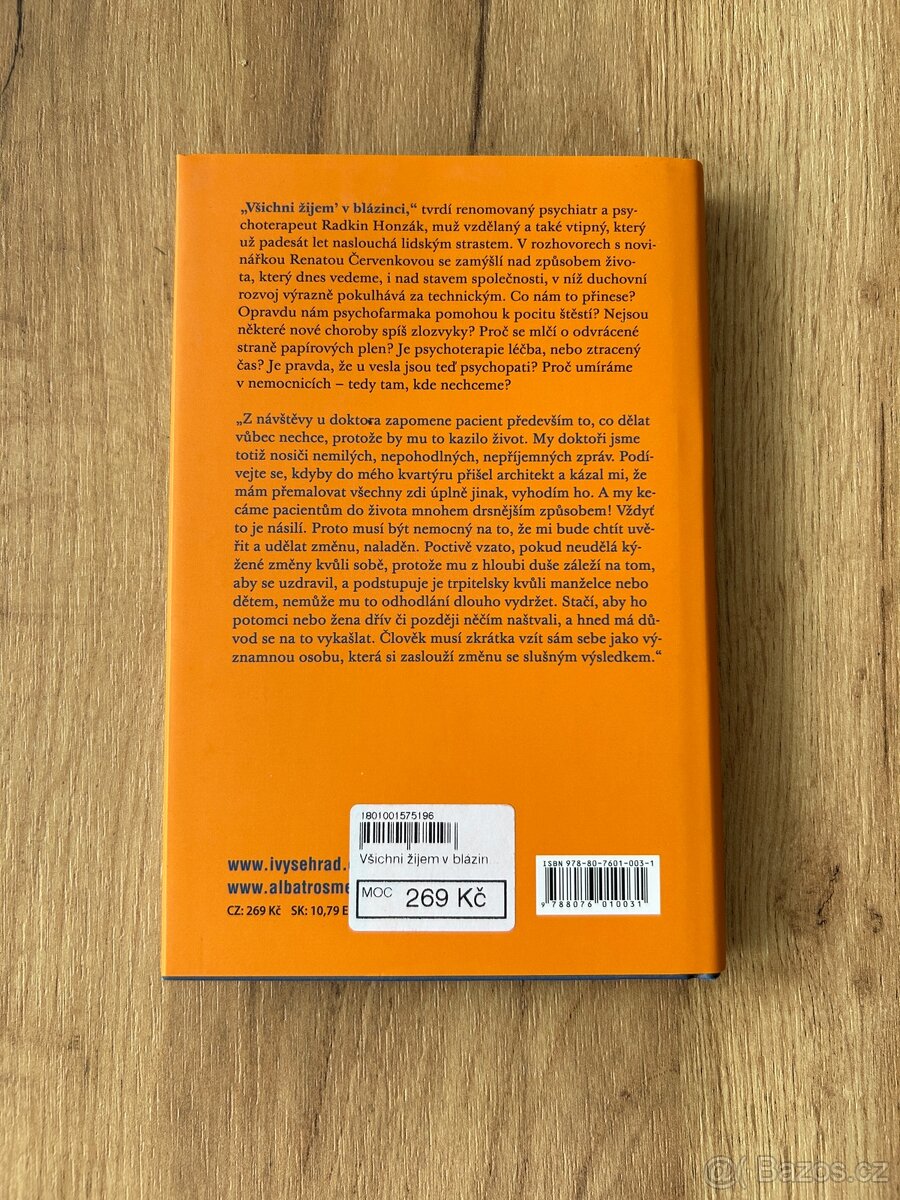 „Všichni žijem’ v blázinci,“ tvrdí renomovaný psychiatr a psy-
choterapeut Radkin Honzák, muž vzdělaný a také vtipný, který
už padesát let naslouchá lidským strastem. V rozhovorech s novi-
nářkou Renatou Červenkovou se zamýšlí nad způsobem živo-
ta, který dnes vedeme, i nad stavem společnosti, v níž duchovní
rozvoj výrazně pokulhává za technickým. Co nám to přinese?
Opravdu nám psychofarmaka pomohou k pocitu štěstí? Nejsou
některé nové choroby spíš zlozvyky? Proč se mlčí o odvrácené
straně papírových plen? Je psychoterapie léčba, nebo ztracený
čas? Je pravda, že u vesla jsou teď psychopati? Proč umíráme
v nemocnicích – tedy tam, kde nechceme?
„Z návštěvy u doktora zapomene pacient především to, co dělat
vůbec nechce, protože by mu to kazilo život. My doktoři jsme
totiž nosiči nemilých, nepohodlných, nepříjemných zpráv. Podí-
vejte se, kdyby do mého kvartýru přišel architekt a kázal mi, že
mám přemalovat všechny zdi úplně jinak, vyhodím ho. A my ke-
cáme pacientům do života mnohem drsnějším způsobem! Vždyť
to je násilí. Proto musí být nemocný na to, že mi bude chtít uvě-
řit a udělat změnu, naladěn. Poctivě vzato, pokud neudělá ký-
žené změny kvůli sobě, protože mu z hloubi duše záleží na tom,
aby se uzdravil, a podstupuje je trpitelsky kvůli manželce nebo
dětem, nemůže mu to odhodlání dlouho vydržet. Stačí, aby ho
potomci nebo žena dřív či později něčím naštvali, a hned má dů-
vod se na to vykašlat. Člověk musí zkrátka vzít sám sebe jako vý-
znamnou osobu, která si zaslouží změnu se slušným výsledkem.“
1801001575196
Všichni žijem v blázin
MOC 269 Kč
www.ivysehrad.
www.albatrosme
CZ: 269 Kč SK: 10,79 E
ISBN 978-80-7601-003-1
9 788076 010031
Bazos.cz